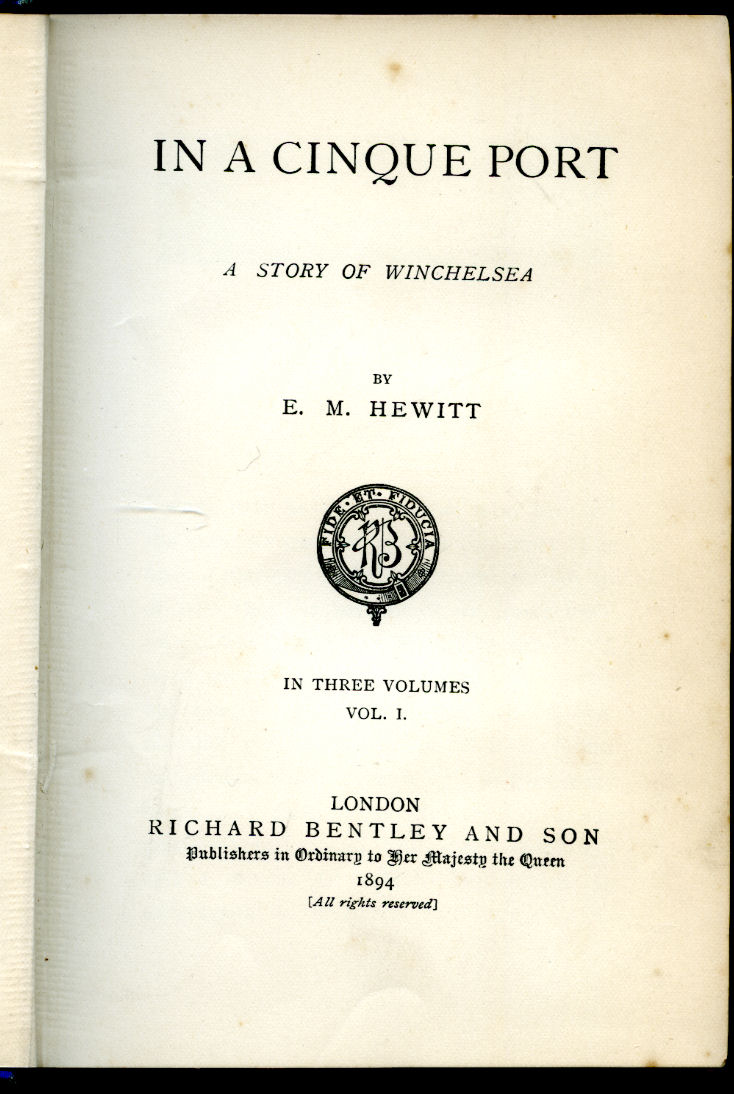 IN A CINQUE PORT
A STORY OF WINCHELSEA
BY
E. M. HEWITT
FIDE · ET · FIDUCIA
RB
IN THREE VOLUMES
VOL. I.
LONDON
RICHARD BENTLEY AND SON
Publishers in Ordinary to Her Majesty the Queen
1894
[All rights reserved]